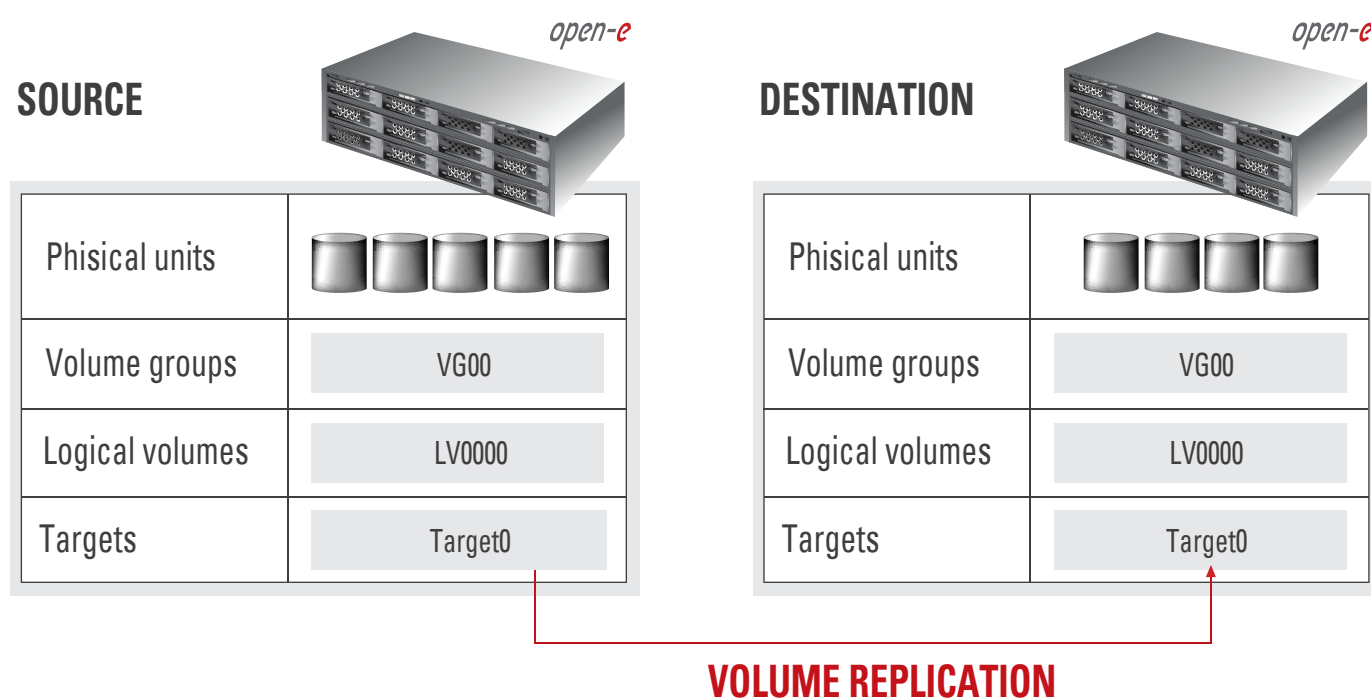 open-e
open-e
SOURCE
DESTINATION
Phisical units
Volume groups
VG00
Logical volumes
LV0000
Targets
Target0
Phisical units
Volume groups
VG00
Logical volumes
LV0000
Targets
Target0
VOLUME REPLICATION